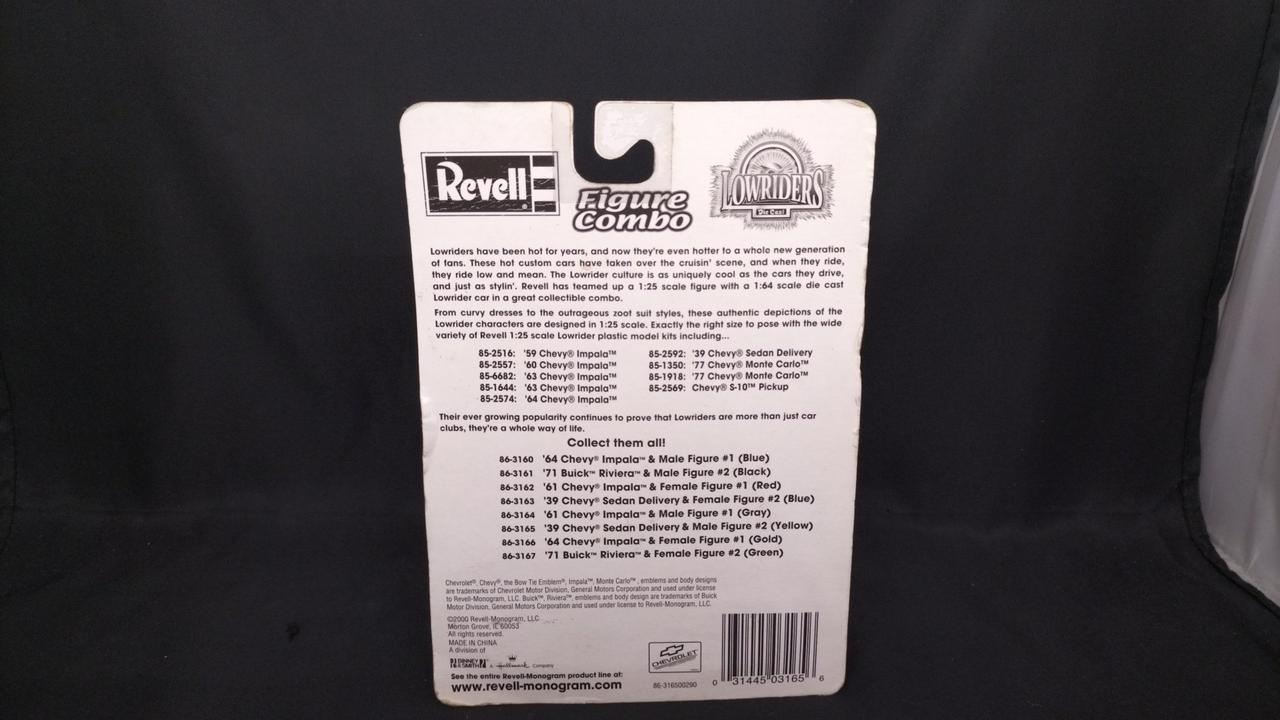 Revell
Figure
Combo
LOWRIDERS
Die Cast
Lowriders have been hot for years, and now they're even hotter to a whole new generation
of fans. These hot custom cars have taken over the cruisin' scene, and when they ride,
they ride low and mean. The Lowrider culture is as uniquely cool as the cars they drive,
and just as stylin'. Revell has teamed up a 1:25 scale figure with a 1:64 scale die cast
Lowrider car in a great collectible combo.
From curvy dresses to the outrageous zoot suit styles, these authentic depictions of the
Lowrider characters are designed in 1:25 scale. Exactly the right size to pose with the wide
variety of Revell 1:25 scale Lowrider plastic model kits including...
85-2516: '59 Chevy® Impala™
85-2557: '60 Chevy® Impala™
85-6682: '63 Chevy® Impala™
85-1644: '63 Chevy® Impala™
85-2574: '64 Chevy® Impala™
85-2592: '39 Chevy® Sedan Delivery
85-1350: '77 Chevy® Monte Carlo™
85-1918: '77 Chevy® Monte Carlo™
85-2569: Chevy® S-10™ Pickup
Their ever growing popularity continues to prove that Lowriders are more than just car
clubs, they're a whole way of life.
Collect them all!
86-3160 '64 Chevy® Impala™ & Male Figure #1 (Blue)
86-3161 '71 Buick™ Riviera™ & Male Figure #2 (Black)
86-3162 '61 Chevy® Impala™ & Female Figure #1 (Red)
86-3163 '39 Chevy® Sedan Delivery & Female Figure #2 (Blue)
86-3164 '61 Chevy® Impala™ & Male Figure #1 (Gray)
86-3165 '39 Chevy® Sedan Delivery & Male Figure #2 (Yellow)
86-3166 '64 Chevy® Impala™ & Female Figure #1 (Gold)
86-3167 '71 Buick™ Riviera™ & Female Figure #2 (Green)
Chevrolet®, Chevy®, the Bow Tie Emblem®, Impala™, Monte Carlo™, emblems and body designs
are trademarks of Chevrolet Motor Division, General Motors Corporation and used under license
to Revell-Monogram, LLC. Buick™, Riviera™, emblems and body design are trademarks of Buick
Motor Division, General Motors Corporation and used under license to Revell-Monogram, LLC.
©2000 Revell-Monogram, LLC
Morton Grove, IL 60053
All rights reserved.
MADE IN CHINA
A division of
BINNEY
& SMITH
A Hallmark Company
See the entire Revell-Monogram product line at:
www.revell-monogram.com
CHEVROLET
86-316500290
0 31445 03165 6